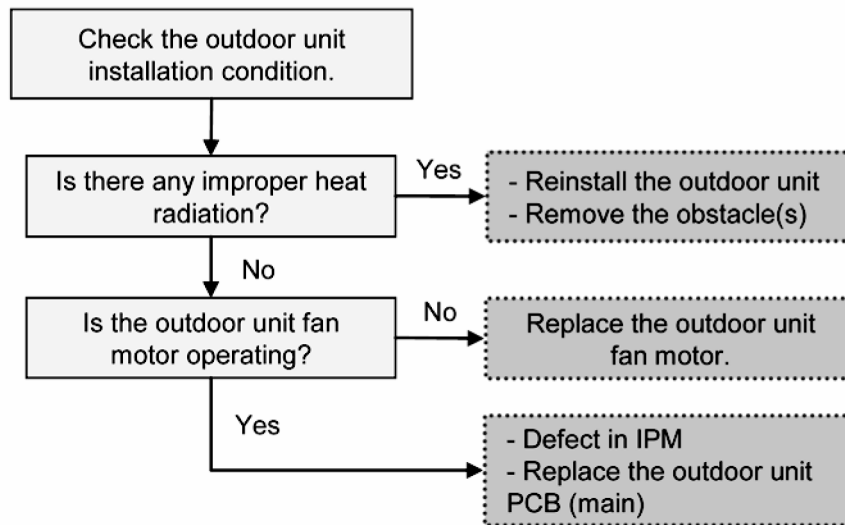 Check the outdoor unit
installation condition.
Is there any improper heat
radiation?
Yes
- Reinstall the outdoor unit
- Remove the obstacle(s)
No
Is the outdoor unit fan
motor operating?
No
Replace the outdoor unit
fan motor.
Yes
- Defect in IPM
- Replace the outdoor unit
PCB (main)